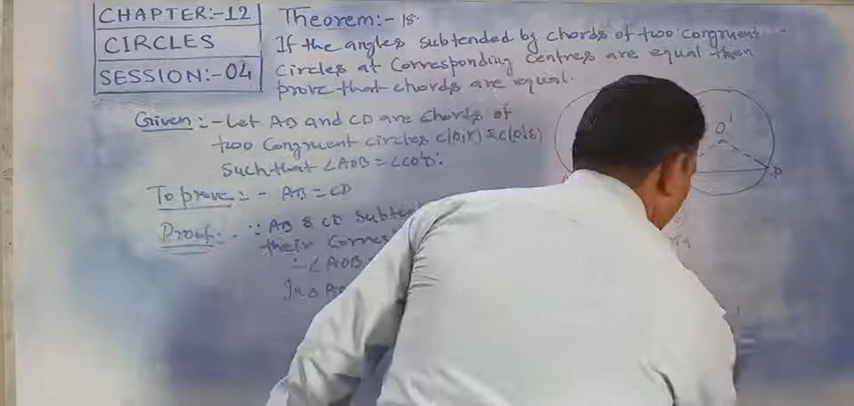 CHAPTER:-12
CIRCLES
SESSION:-04
Theorem:- 18.
If the angles subtended by chords of two congruent
circles at corresponding centres are equal then
prove that chords are equal.
Given:- Let AB and CD are chords of
two congruent circles C(O,r) & C(O',s)
Such that ∠AOB = ∠CO'D.
To prove:- AB = CD
Proof:- ∵ AB & CD subte
their corres
∴ ∠AOB
In △
O'
D